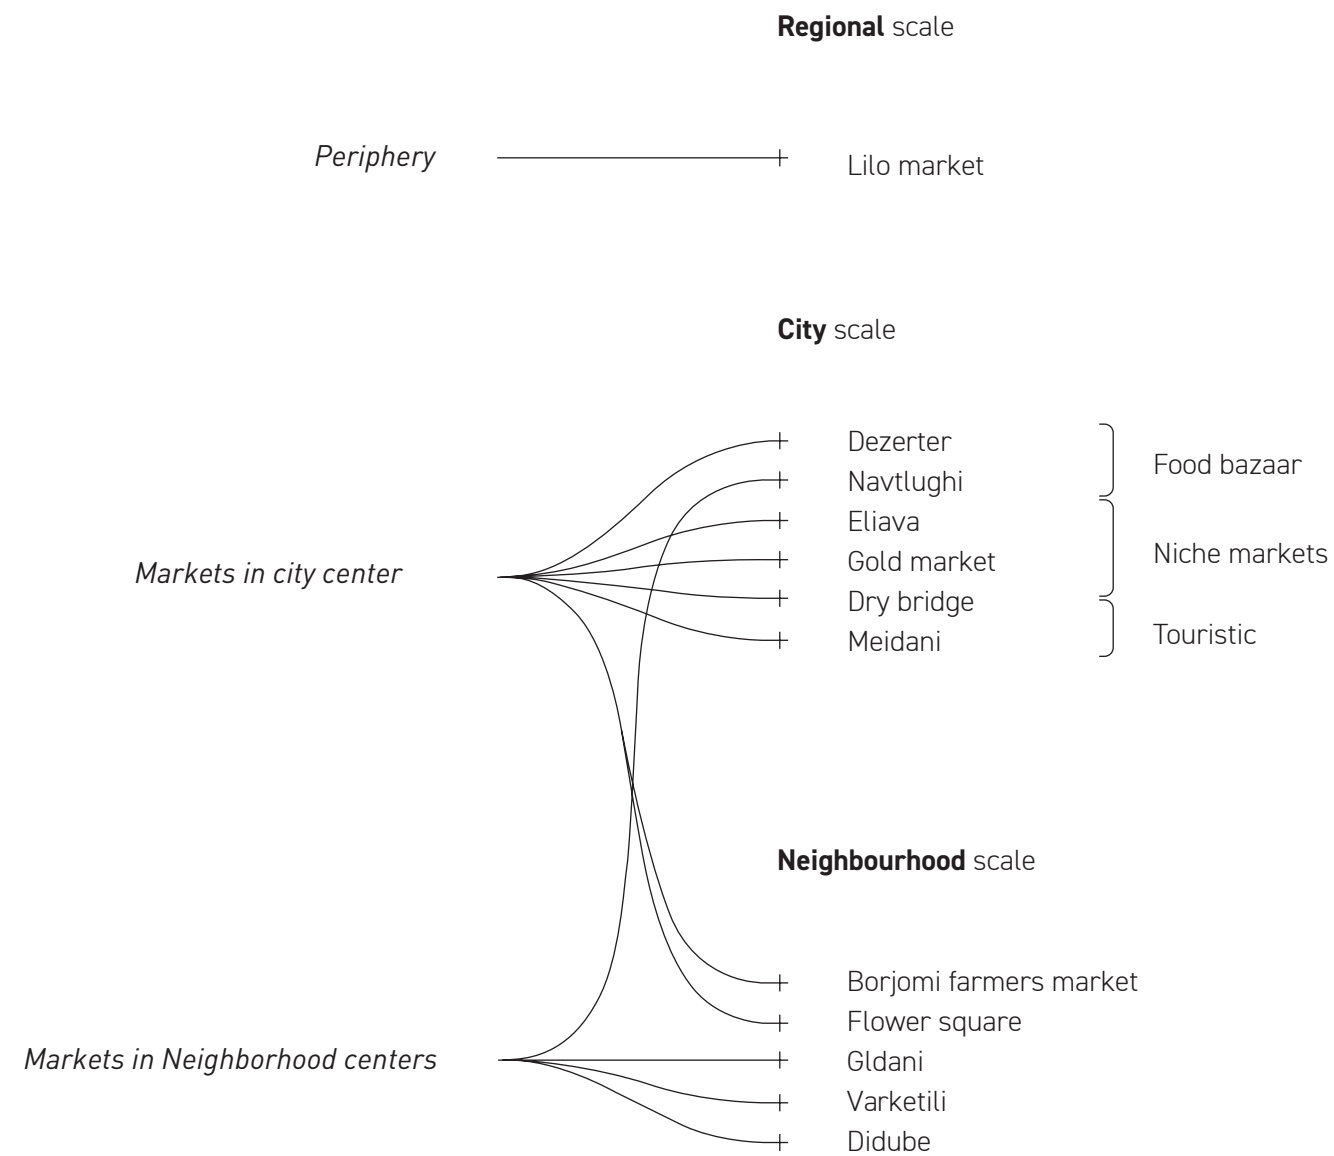 Regional scale
Periphery
Lilo market
City scale
Dezerter
Navtlughi
Eliava
Gold market
Dry bridge
Meidani
Food bazaar
Niche markets
Touristic
Markets in city center
Neighbourhood scale
Borjomi farmers market
Flower square
Gldani
Varketili
Didube
Markets in Neighborhood centers